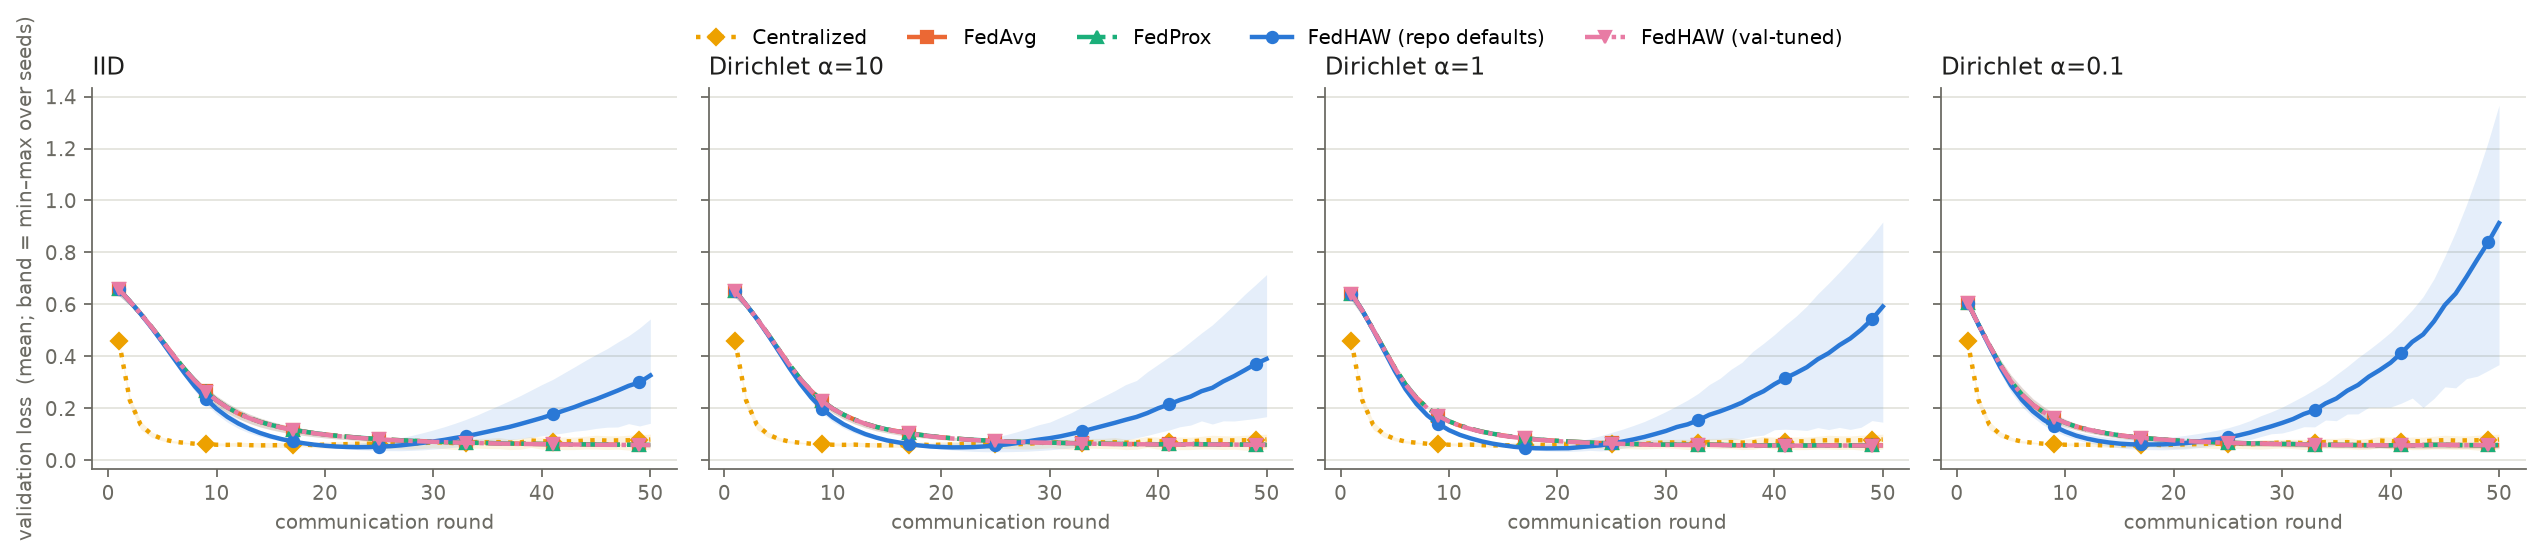 Centralized
FedAvg
FedProx
FedHAW (repo defaults)
FedHAW (val-tuned)
validation loss (mean; band = min–max over seeds)
IID
1.4
1.2
1.0
0.8
0.6
0.4
0.2
0.0
0 10 20 30 40 50
communication round
Dirichlet α=10
0 10 20 30 40 50
communication round
Dirichlet α=1
0 10 20 30 40 50
communication round
Dirichlet α=0.1
0 10 20 30 40 50
communication round